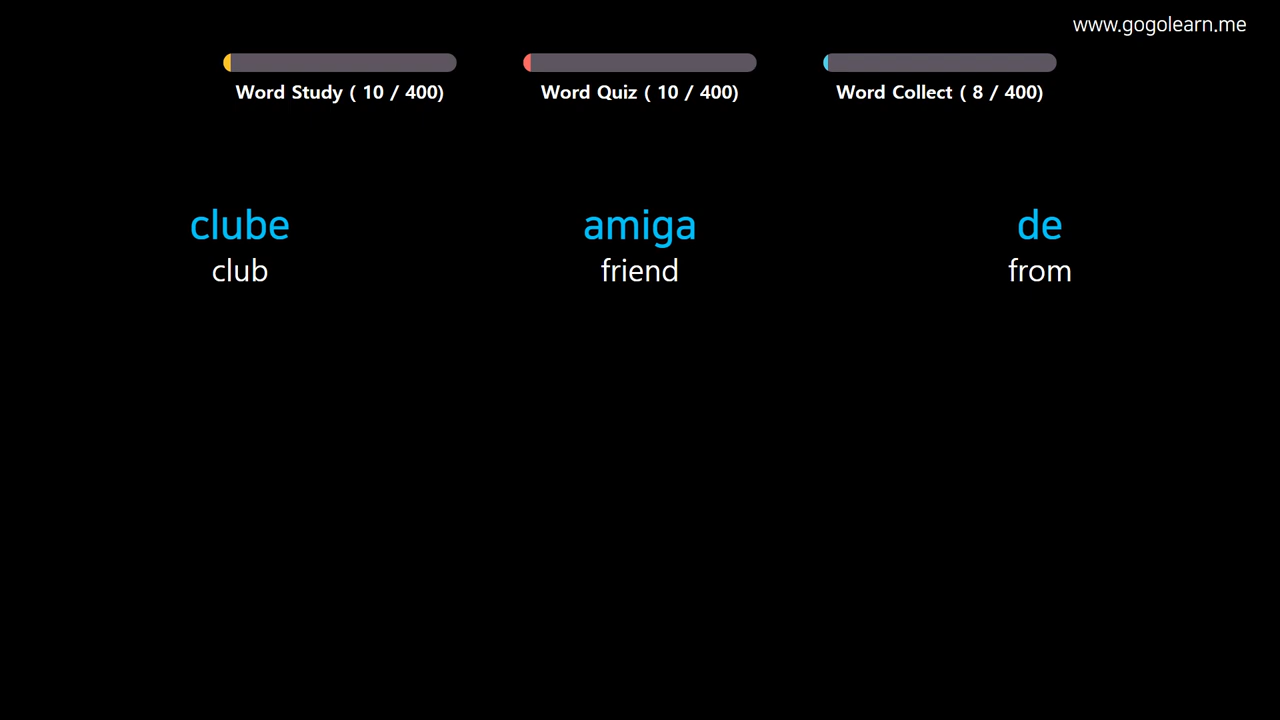 www.gogolearn.me
Word Study ( 10 / 400)
Word Quiz ( 10 / 400)
Word Collect ( 8 / 400)
clube
club
amiga
friend
de
from